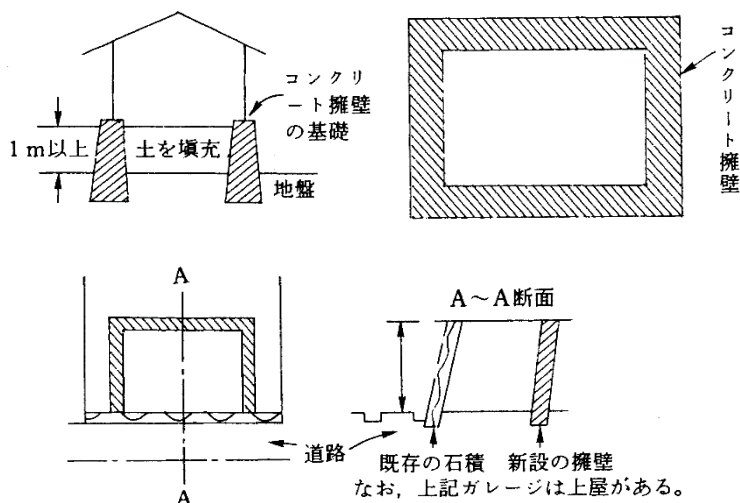 コンクリ
ート擁壁
の基礎
1m以上
土を塡充
地盤
コンクリート擁壁
A
A
A～A断面
道路
既存の石積
新設の擁壁
なお，上記ガレージは上屋がある。